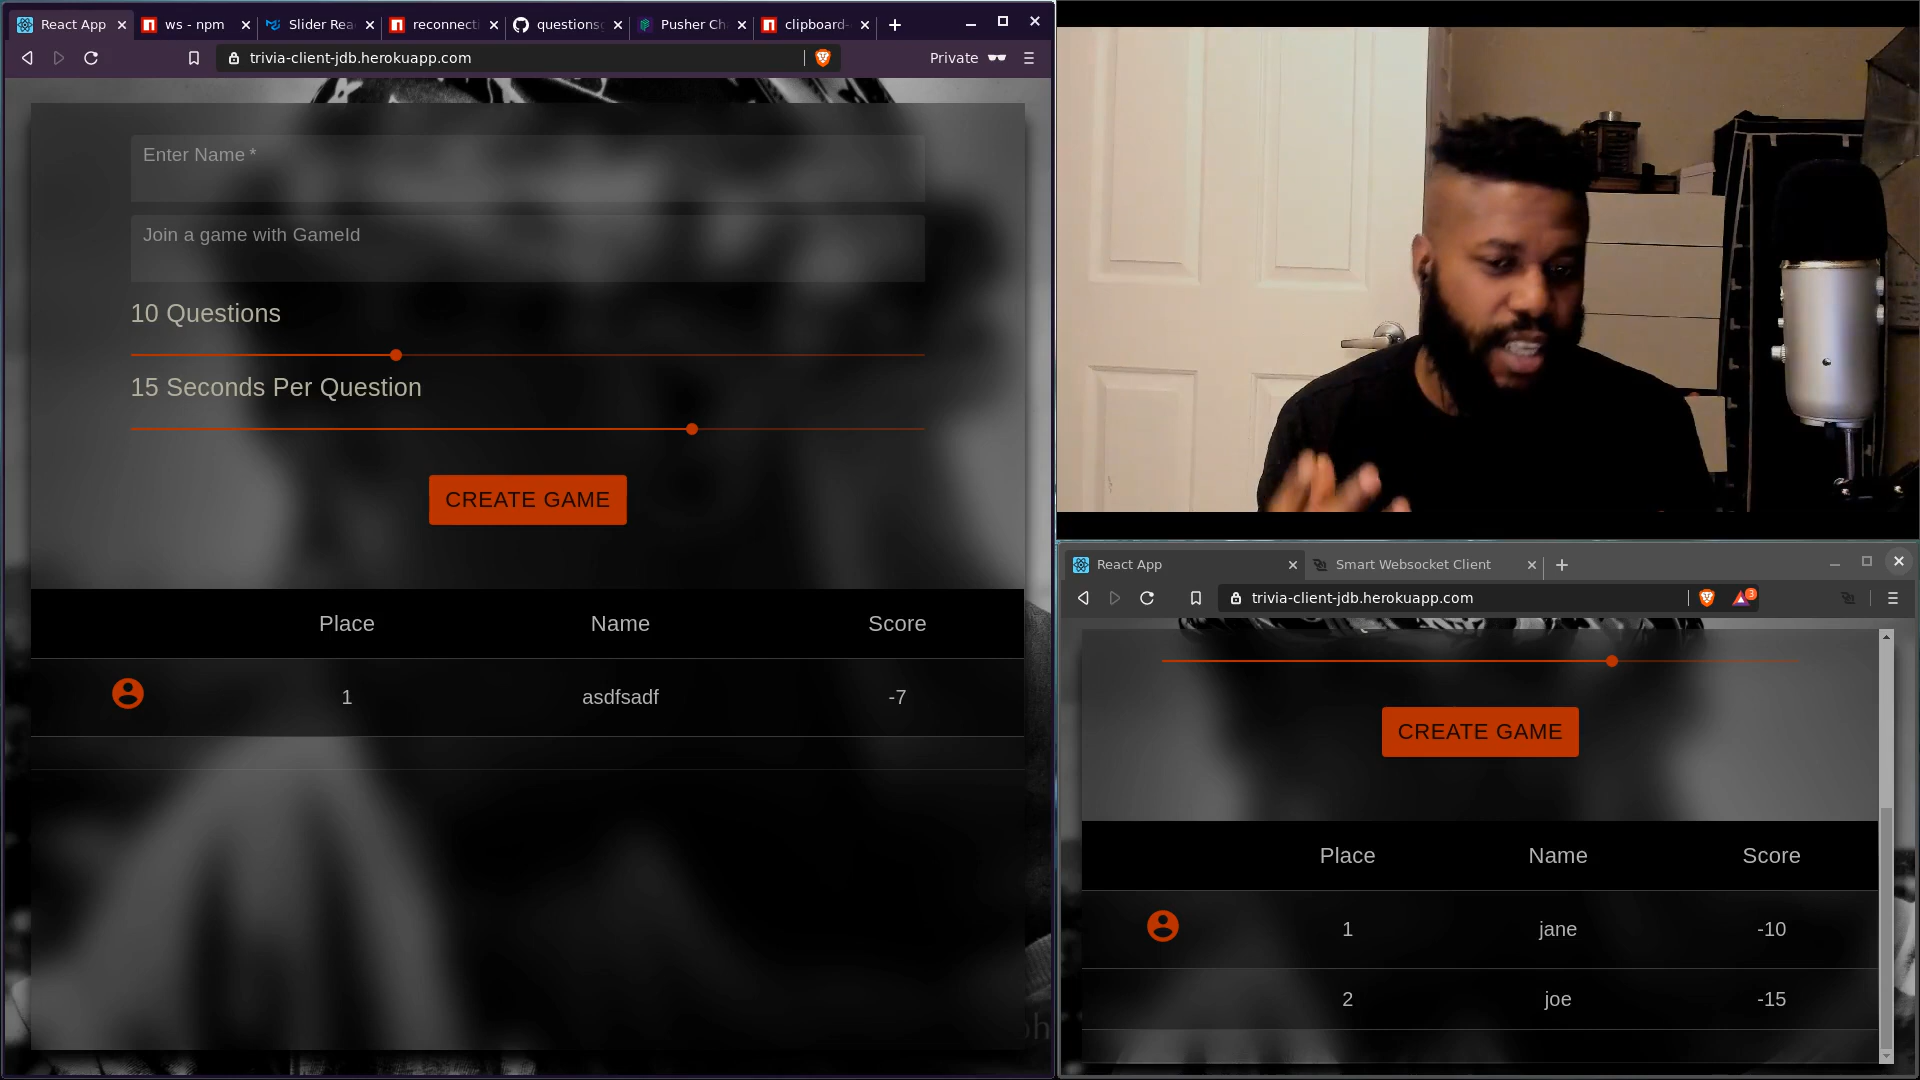 React App
ws - npm
Slider Rea
reconnecti
questions
Pusher Ch
clipboard-
trivia-client-jdb.herokuapp.com
Private
Enter Name *
Join a game with GameId
10 Questions
15 Seconds Per Question
CREATE GAME
Place Name Score
1 asdfsadf -7
React App
Smart Websocket Client
trivia-client-jdb.herokuapp.com
3
CREATE GAME
Place Name Score
1 jane -10
2 joe -15